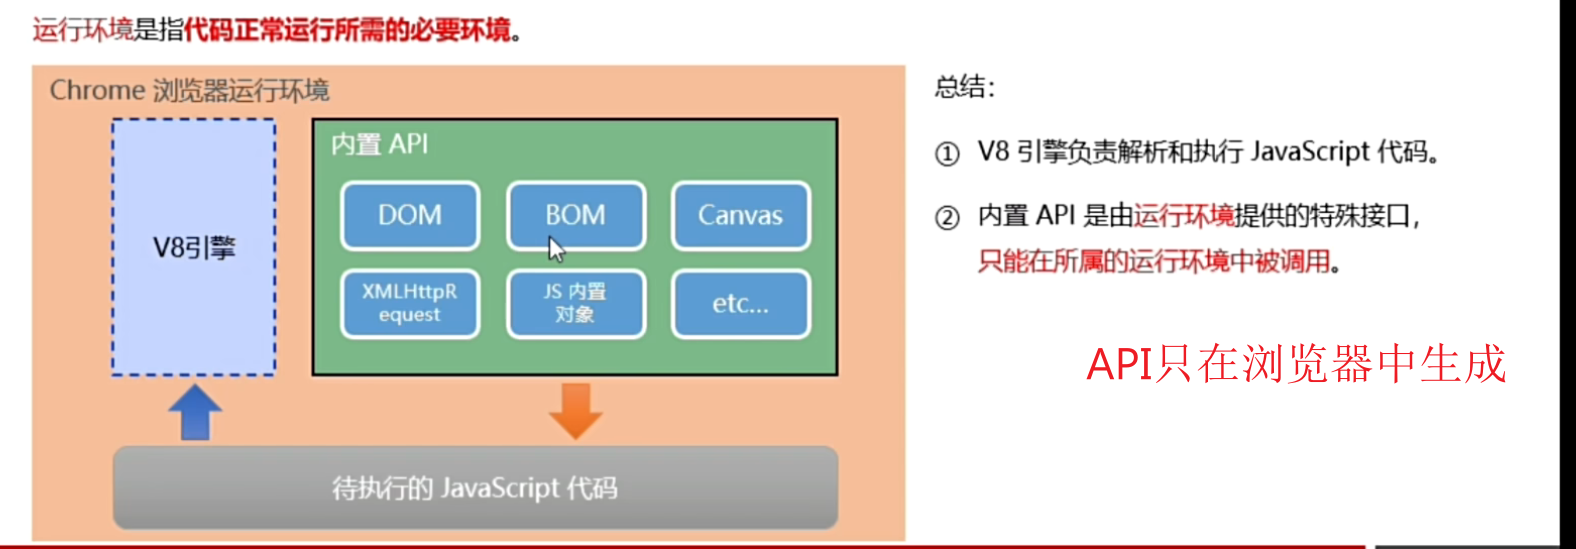 运行环境是指代码正常运行所需的必要环境。
Chrome 浏览器运行环境
V8引擎
内置 API
DOM
BOM
Canvas
XMLHttpR
equest
JS 内置
对象
etc...
待执行的 JavaScript 代码
总结：
① V8 引擎负责解析和执行 JavaScript 代码。
② 内置 API 是由运行环境提供的特殊接口，
只能在所属的运行环境中被调用。
API只在浏览器中生成